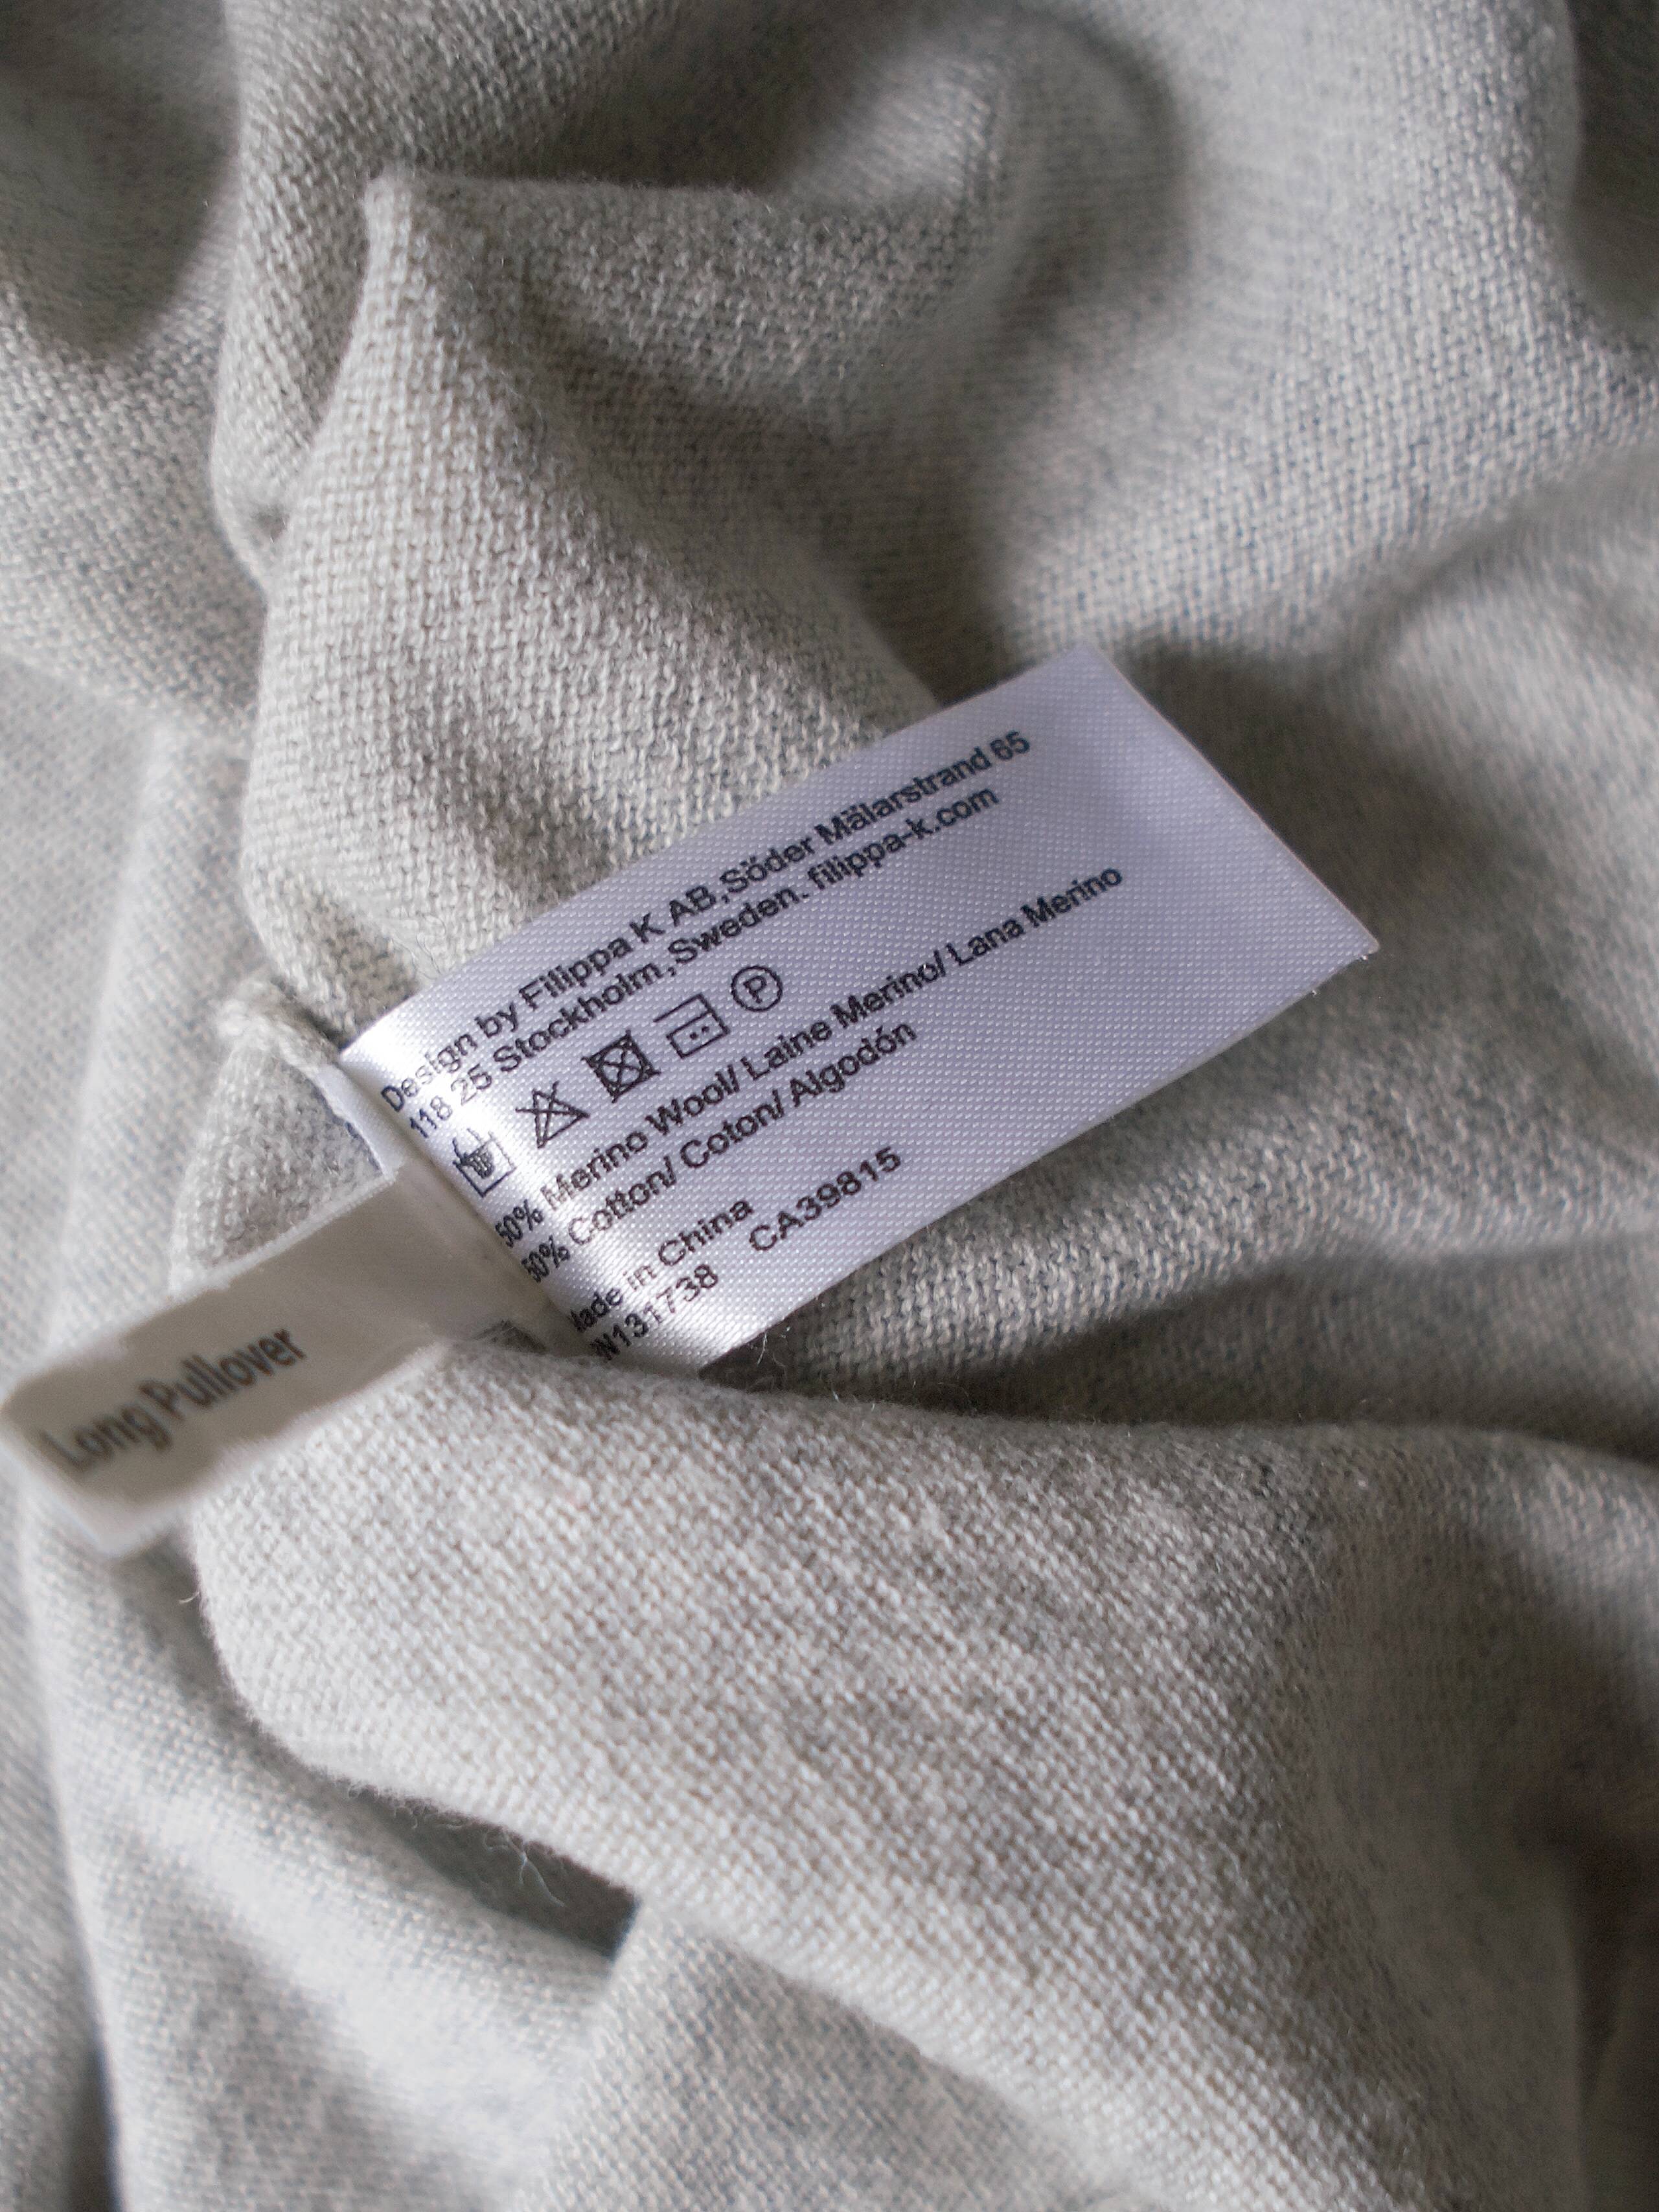 Design by Filippa K AB, Söder Mälarstrand 65
118 25 Stockholm, Sweden. filippa-k.com
P
50% Merino Wool/ Laine Merino/ Lana Merino
50% Cotton/ Coton/ Algodón
Made in China
CA39815
Long Pullover